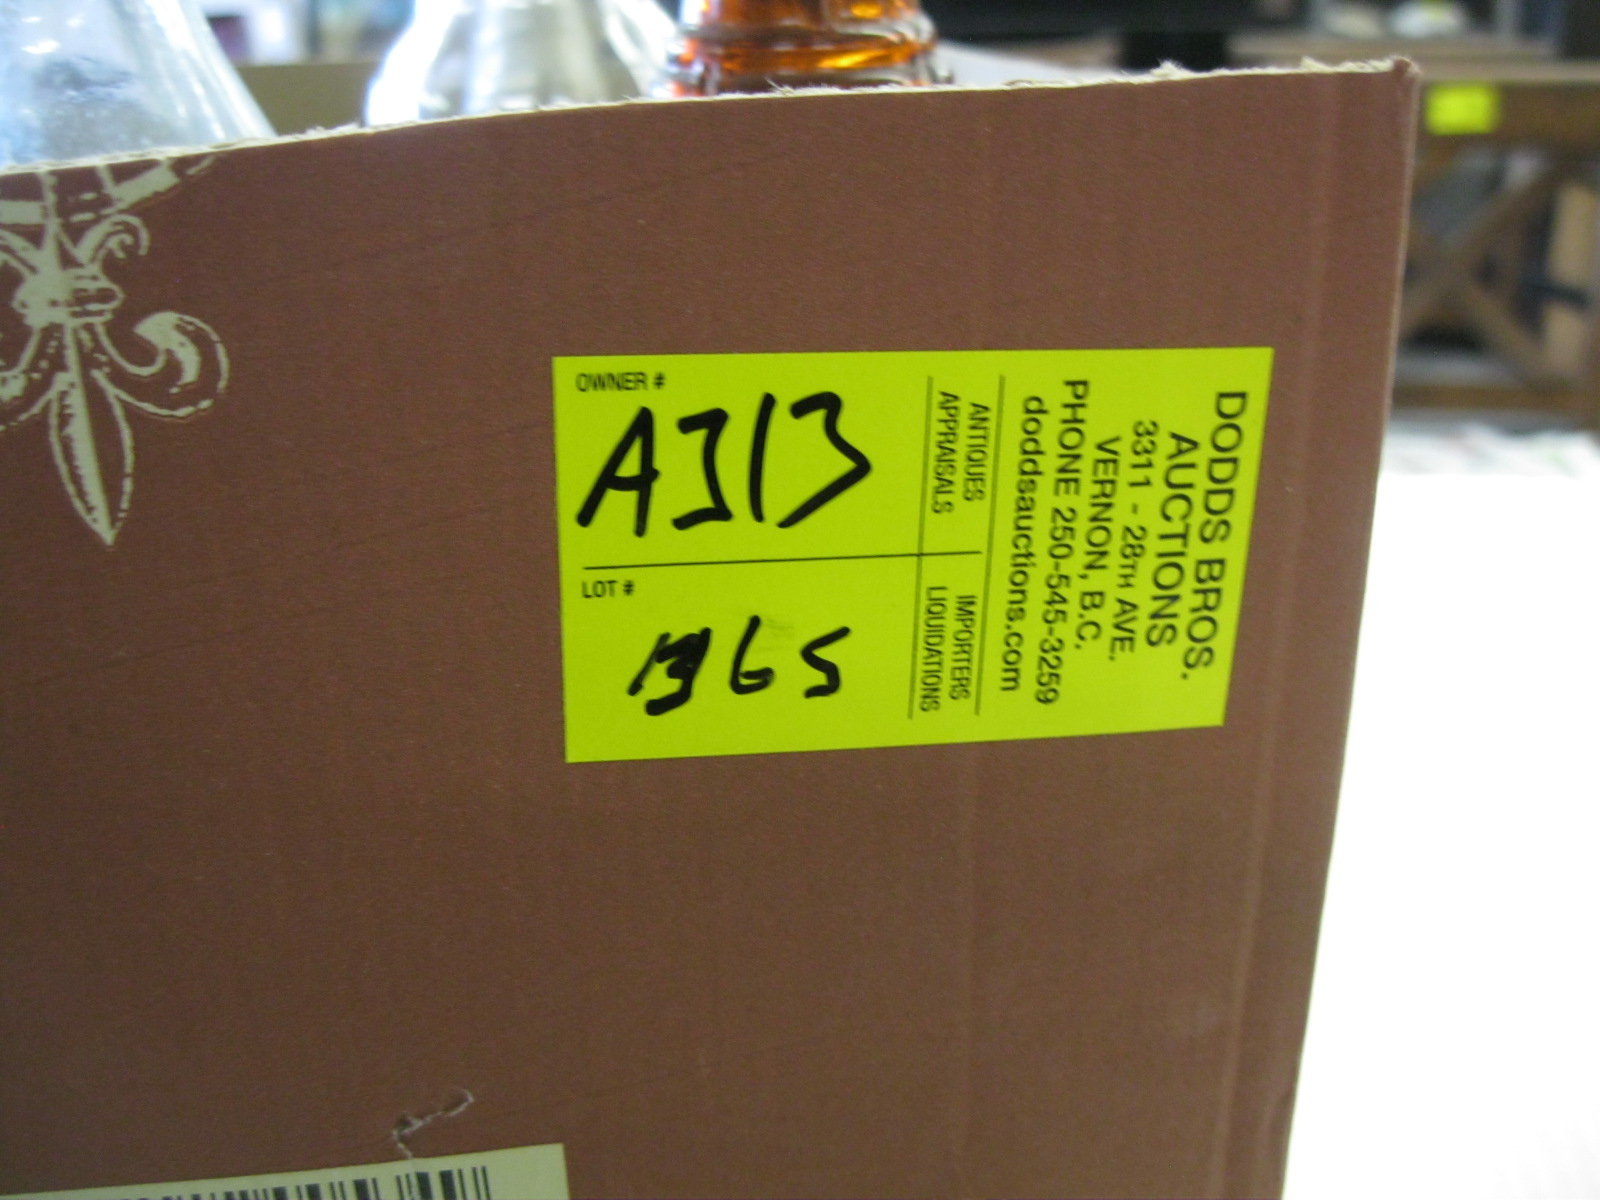 OWNER #
A313
LOT #
365
ANTIQUES
APPRAISALS
IMPORTERS
LIQUIDATIONS
DODDS BROS.
AUCTIONS
3311 - 28TH AVE.
VERNON, B.C.
PHONE 250-545-3259
doddsauctions.com